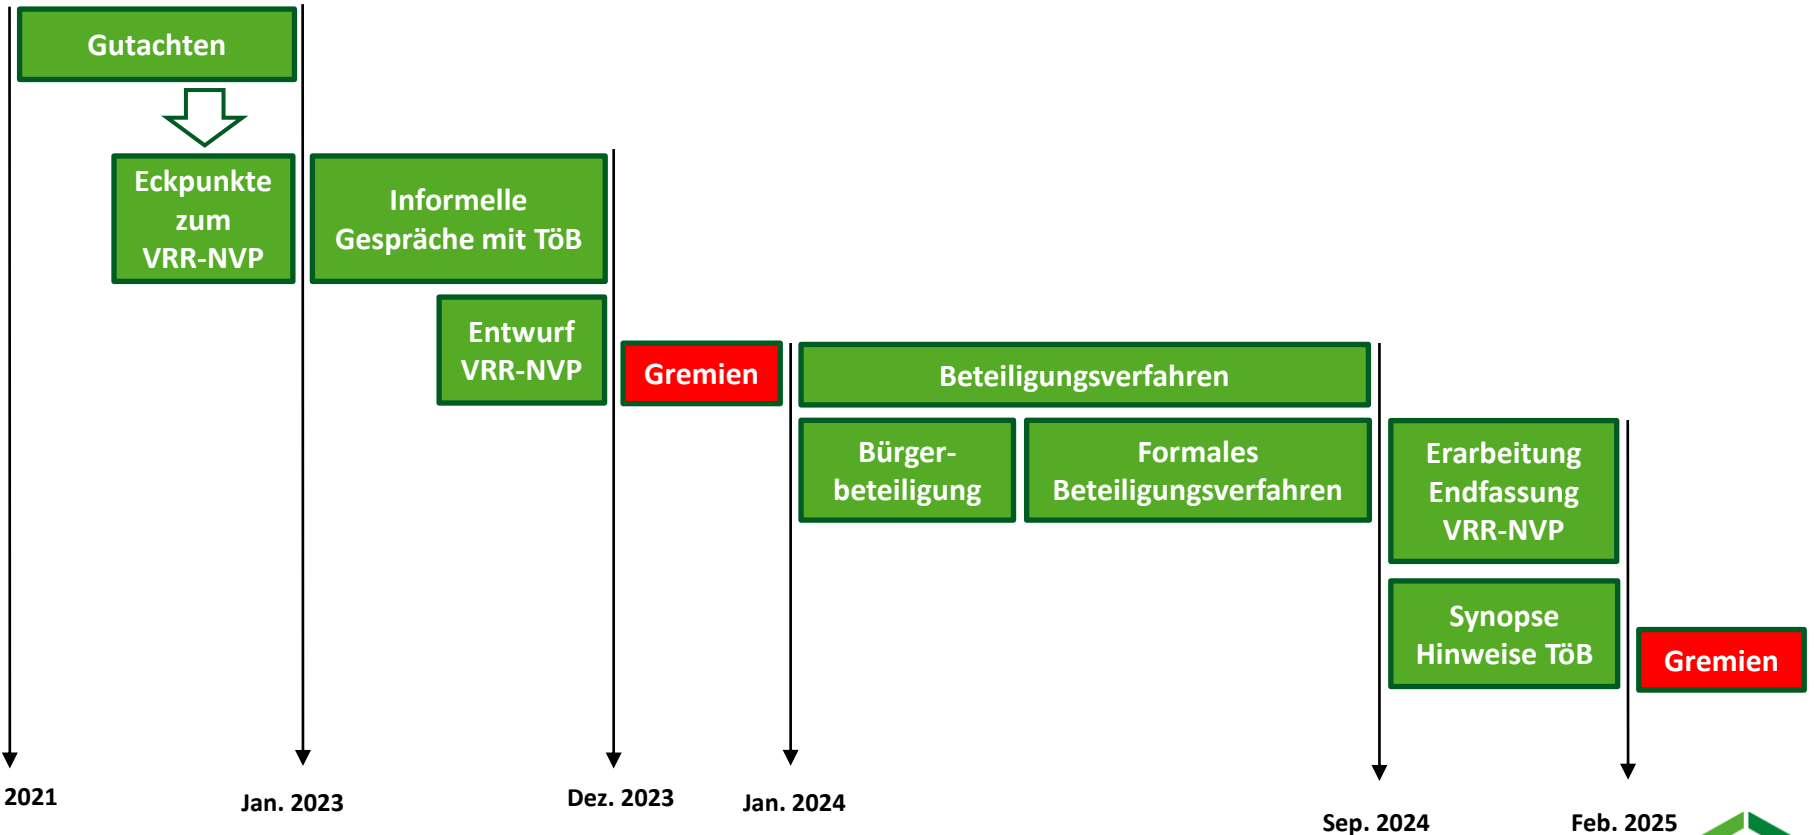 Gutachten
Eckpunkte
zum
VRR-NVP
Informelle
Gespräche mit TöB
Entwurf
VRR-NVP
Gremien
Beteiligungsverfahren
Bürger-
beteiligung
Formales
Beteiligungsverfahren
Erarbeitung
Endfassung
VRR-NVP
Synopse
Hinweise TöB
Gremien
2021
Jan. 2023
Dez. 2023
Jan. 2024
Sep. 2024
Feb. 2025